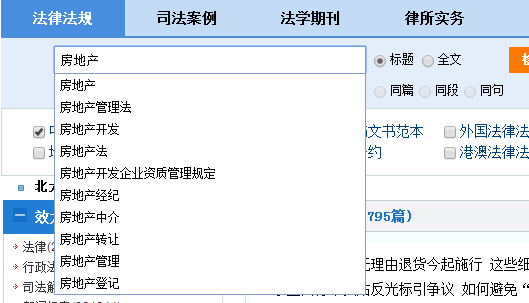 法律法规 司法案例 法学期刊 律所实务
房地产 标题 全文
房地产
同篇 同段 同句
房地产管理法
房地产开发 文书范本 外国法律法
房地产法 约 港澳法律法
房地产开发企业资质管理规定
北
房地产经纪
效 房地产中介 795篇)
房地产转让
法律(2
房地产管理 无理由退货今起施行 这些细
行政法
司法解 房地产登记 反光标引争议 如何避免“